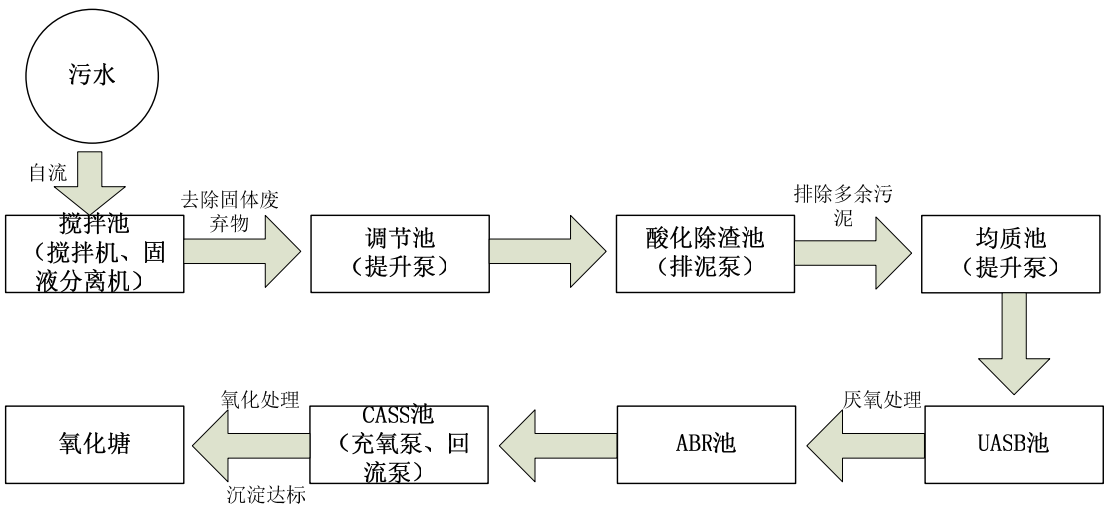 污水
自流
搅拌池
（搅拌机、固
液分离机）
去除固体废
弃物
调节池
（提升泵）
酸化除渣池
（排泥泵）
排除多余污
泥
均质池
（提升泵）
UASB池
厌氧处理
ABR池
CASS池
（充氧泵、回
流泵）
氧化处理
沉淀达标
氧化塘